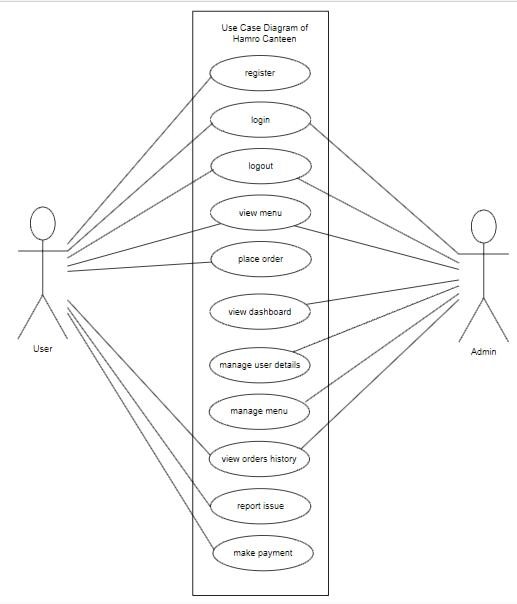 Use Case Diagram of
Hamro Canteen
register
login
logout
view menu
place order
view dashboard
User
Admin
manage user details
manage menu
view orders history
report issue
make payment